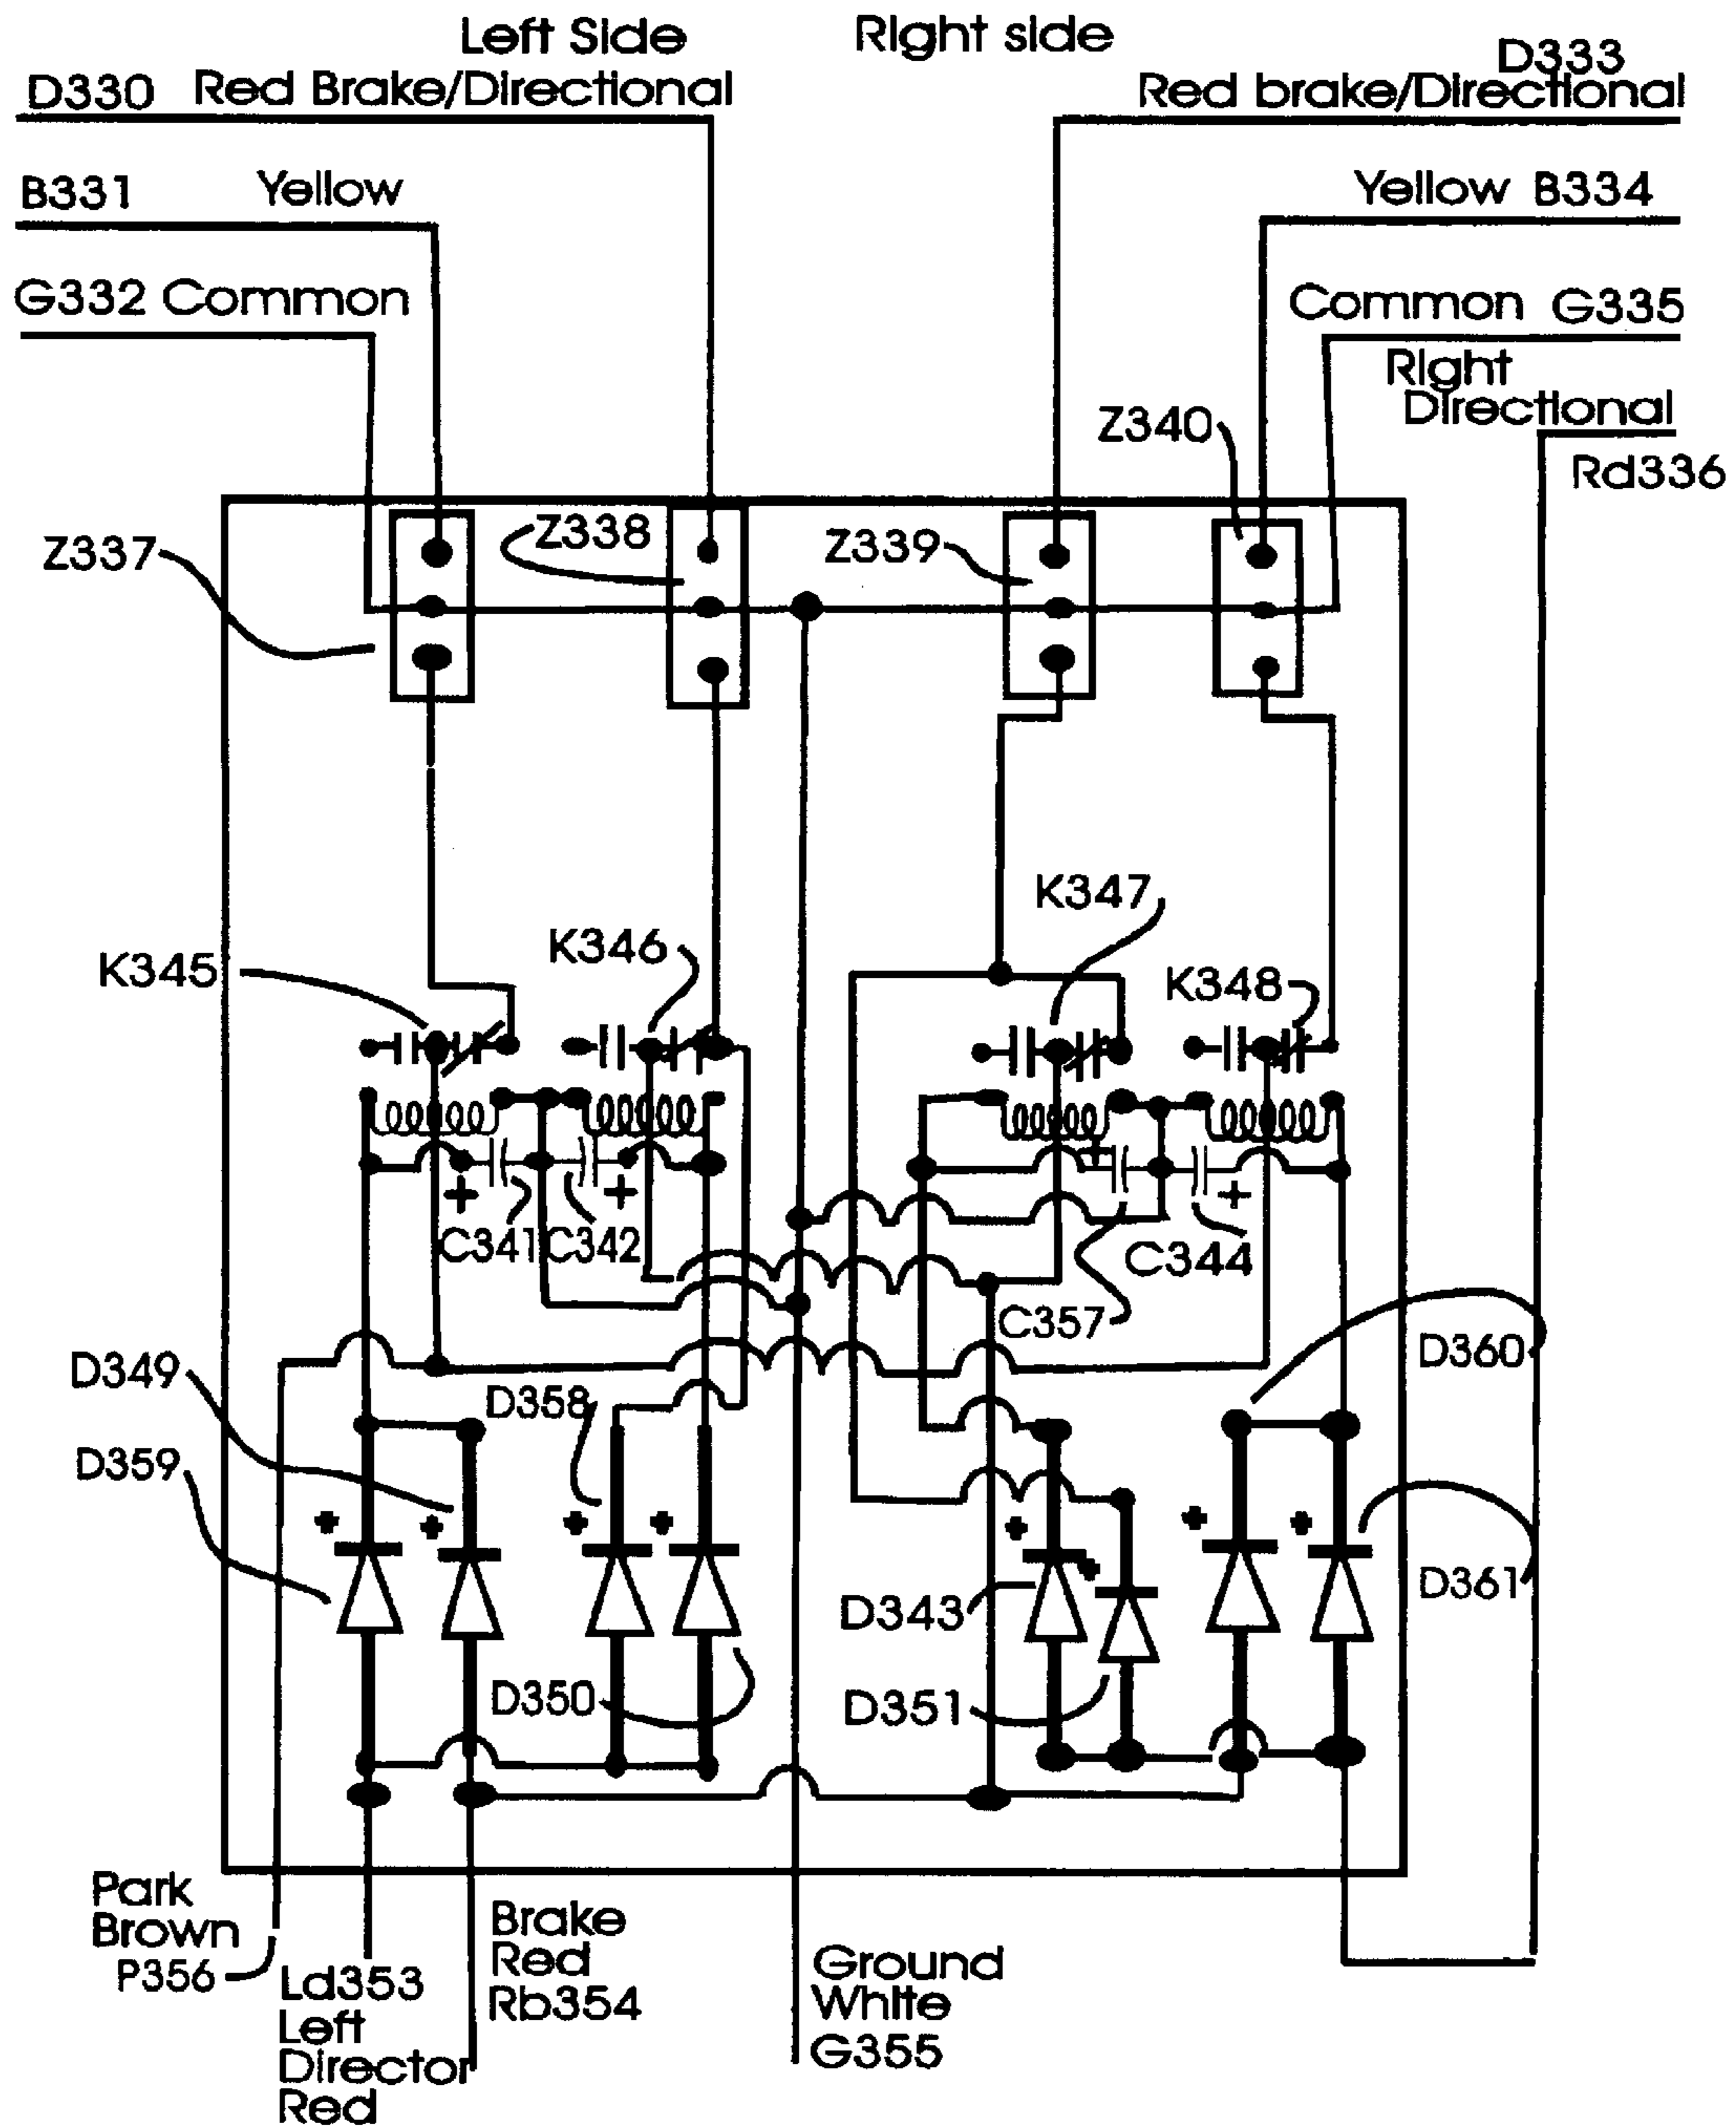 Left Side
Right side
D333
D330 Red Brake/Directional
Red brake/Directional
B331 Yellow
Yellow B334
G332 Common
Common G335
Right
Directional
Z340
Rd336
Z337
Z338
Z339
K347
K346
K345
K348
+
+
+
+
C341
C342
C344
C357
D360
D349
D358
D359
+
+
+
+
+
+
+
+
D343
D361
D350
D351
Park
Brown
P356
Brake
Red
Rb354
Ld353
Left
Director
Red
Ground
White
G355